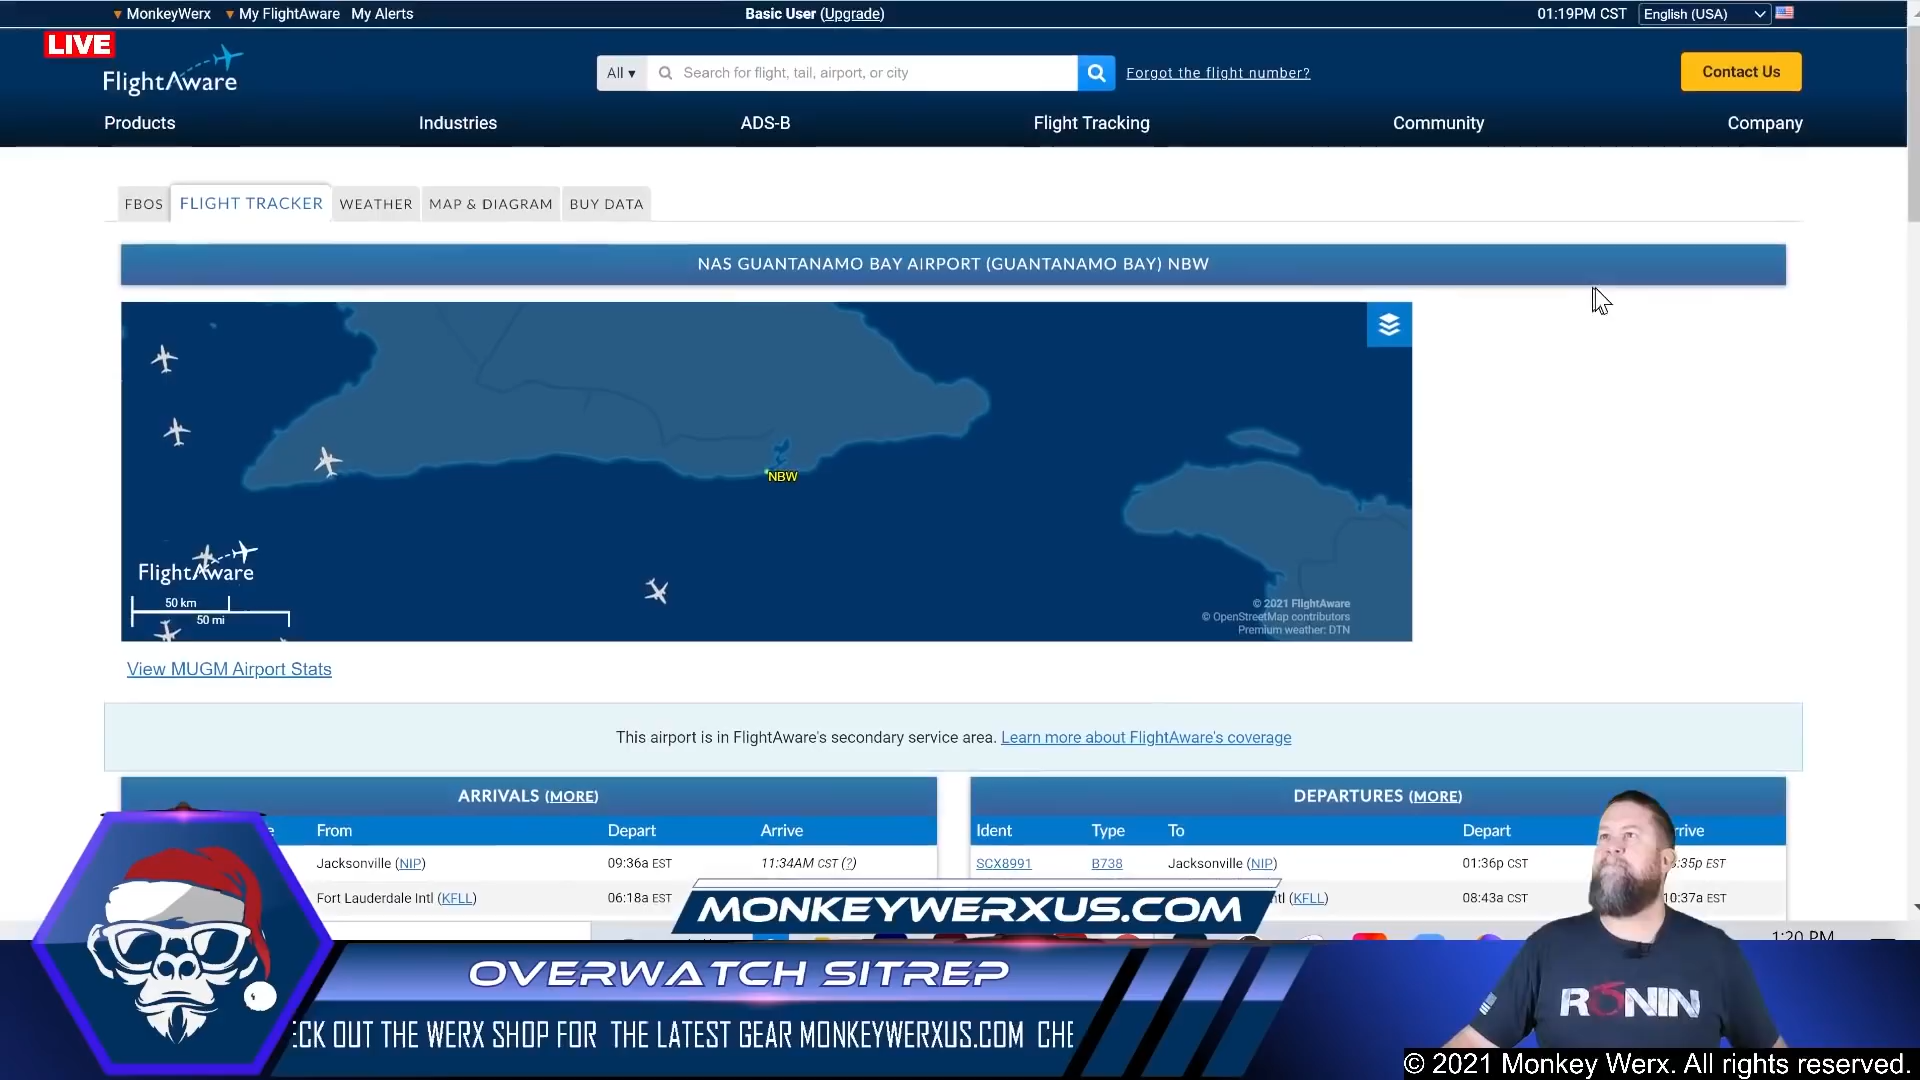 ▾ MonkeyWerx ▾ My FlightAware My Alerts Basic User (Upgrade) 01:19PM CST English (USA)
LIVE
FlightAware All ▾ Search for flight, tail, airport, or city Forgot the flight number? Contact Us
Products Industries ADS-B Flight Tracking Community Company
FBOS FLIGHT TRACKER WEATHER MAP & DIAGRAM BUY DATA
NAS GUANTANAMO BAY AIRPORT (GUANTANAMO BAY) NBW
NBW
FlightAware
50 km
50 mi
© 2021 FlightAware
© OpenStreetMap contributors
Premium weather: DTN
View MUGM Airport Stats
This airport is in FlightAware's secondary service area. Learn more about FlightAware's coverage
ARRIVALS (MORE) DEPARTURES (MORE)
From Depart Arrive Ident Type To Depart
Jacksonville (NIP) 09:36a EST 11:34AM CST (?) SCX8991 B738 Jacksonville (NIP) 01:36p CST :35p EST
Fort Lauderdale Intl (KFLL) 06:18a EST (KFLL) 08:43a CST 10:37a EST
MONKEYWERXUS.COM
1:20 PM
OVERWATCH SITREP
ECK OUT THE WERX SHOP FOR THE LATEST GEAR MONKEYWERXUS.COM CHE
RONIN
© 2021 Monkey Werx. All rights reserved.